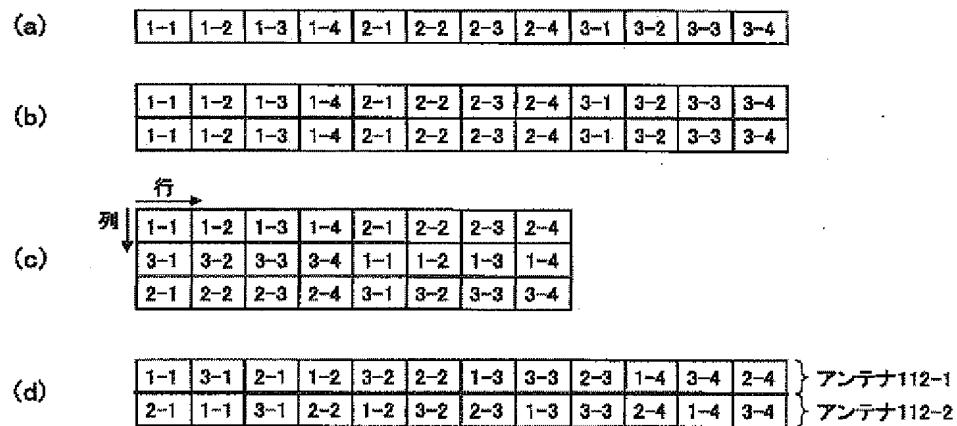 (a) 1-1 1-2 1-3 1-4 2-1 2-2 2-3 2-4 3-1 3-2 3-3 3-4
(b)
1-1 1-2 1-3 1-4 2-1 2-2 2-3 2-4 3-1 3-2 3-3 3-4
1-1 1-2 1-3 1-4 2-1 2-2 2-3 2-4 3-1 3-2 3-3 3-4
行
列
(c)
1-1 1-2 1-3 1-4 2-1 2-2 2-3 2-4
3-1 3-2 3-3 3-4 1-1 1-2 1-3 1-4
2-1 2-2 2-3 2-4 3-1 3-2 3-3 3-4
(d)
1-1 3-1 2-1 1-2 3-2 2-2 1-3 3-3 2-3 1-4 3-4 2-4 アンテナ112-1
2-1 1-1 3-1 2-2 1-2 3-2 2-3 1-3 3-3 2-4 1-4 3-4 アンテナ112-2